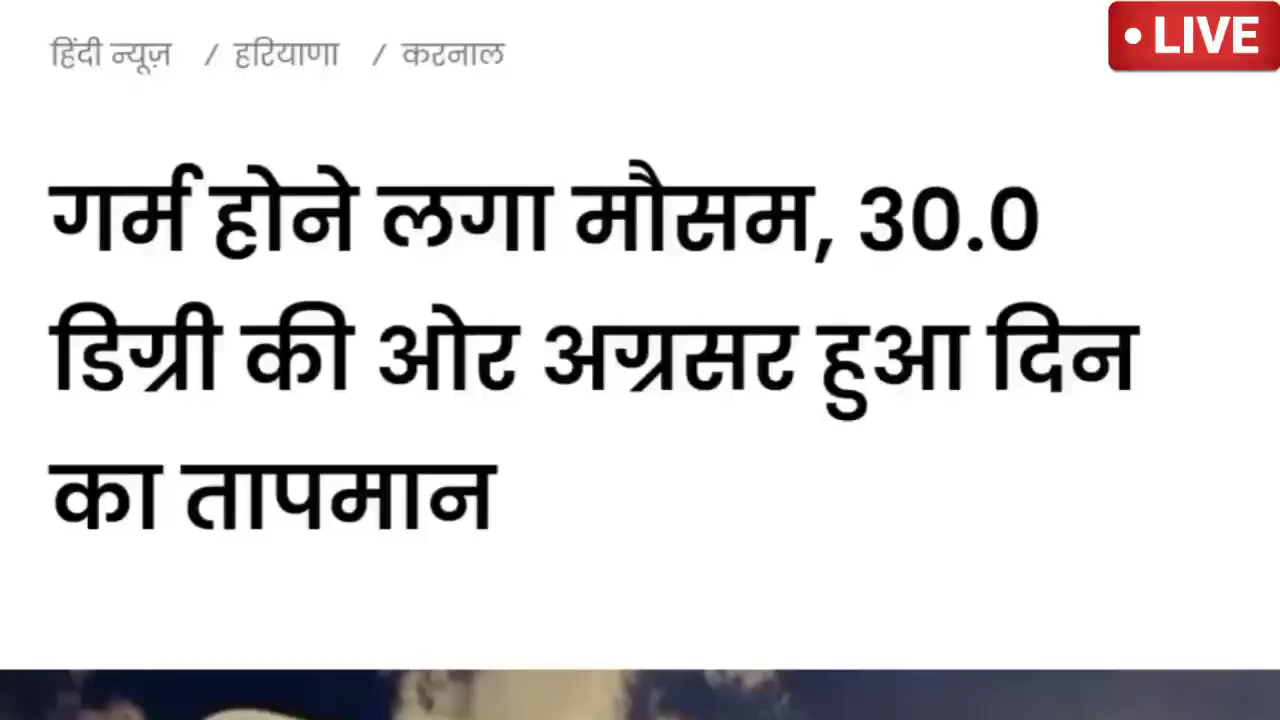 हिंदी न्यूज़ / हरियाणा / करनाल
• LIVE
गर्म होने लगा मौसम, 30.0
डिग्री की ओर अग्रसर हुआ दिन
का तापमान